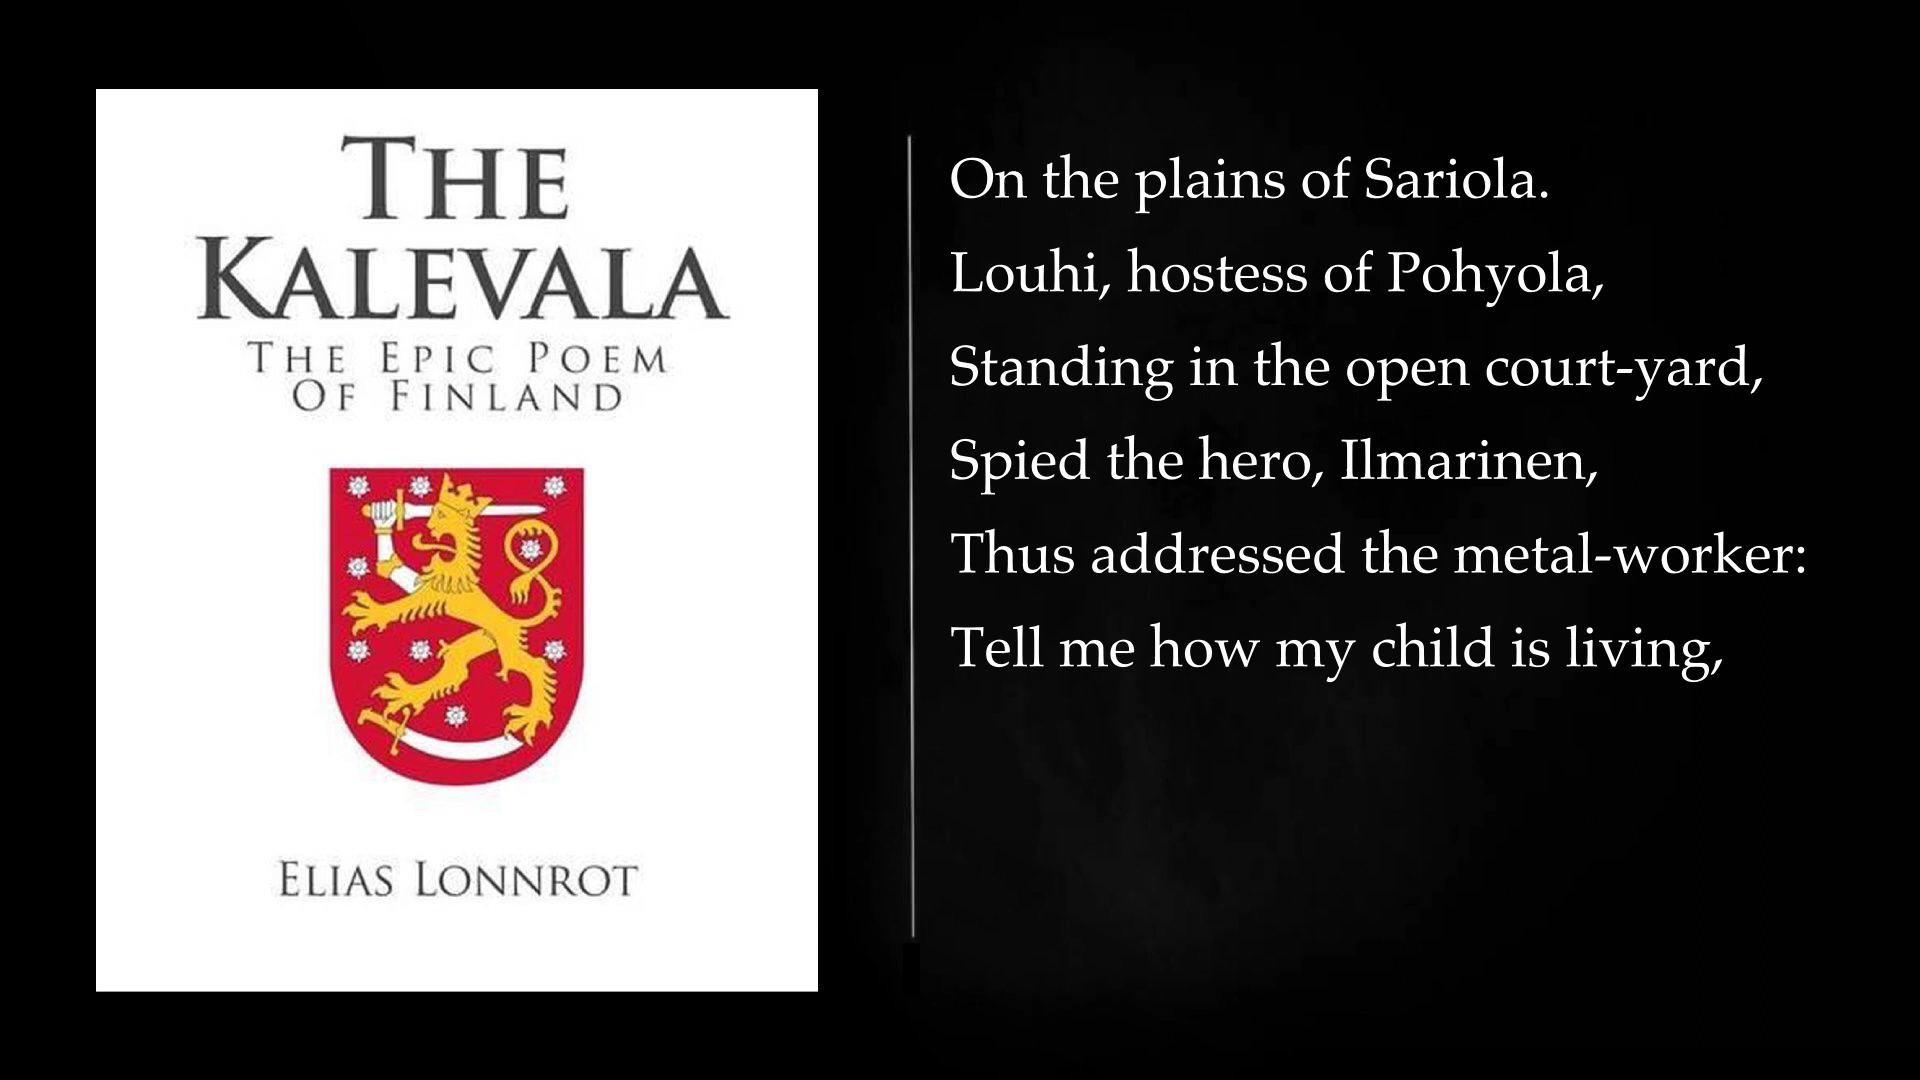 THE
KALEVALA
THE EPIC POEM
OF FINLAND
ELIAS LONNROT
On the plains of Sariola.
Louhi, hostess of Pohyola,
Standing in the open court-yard,
Spied the hero, Ilmarinen,
Thus addressed the metal-worker:
Tell me how my child is living,